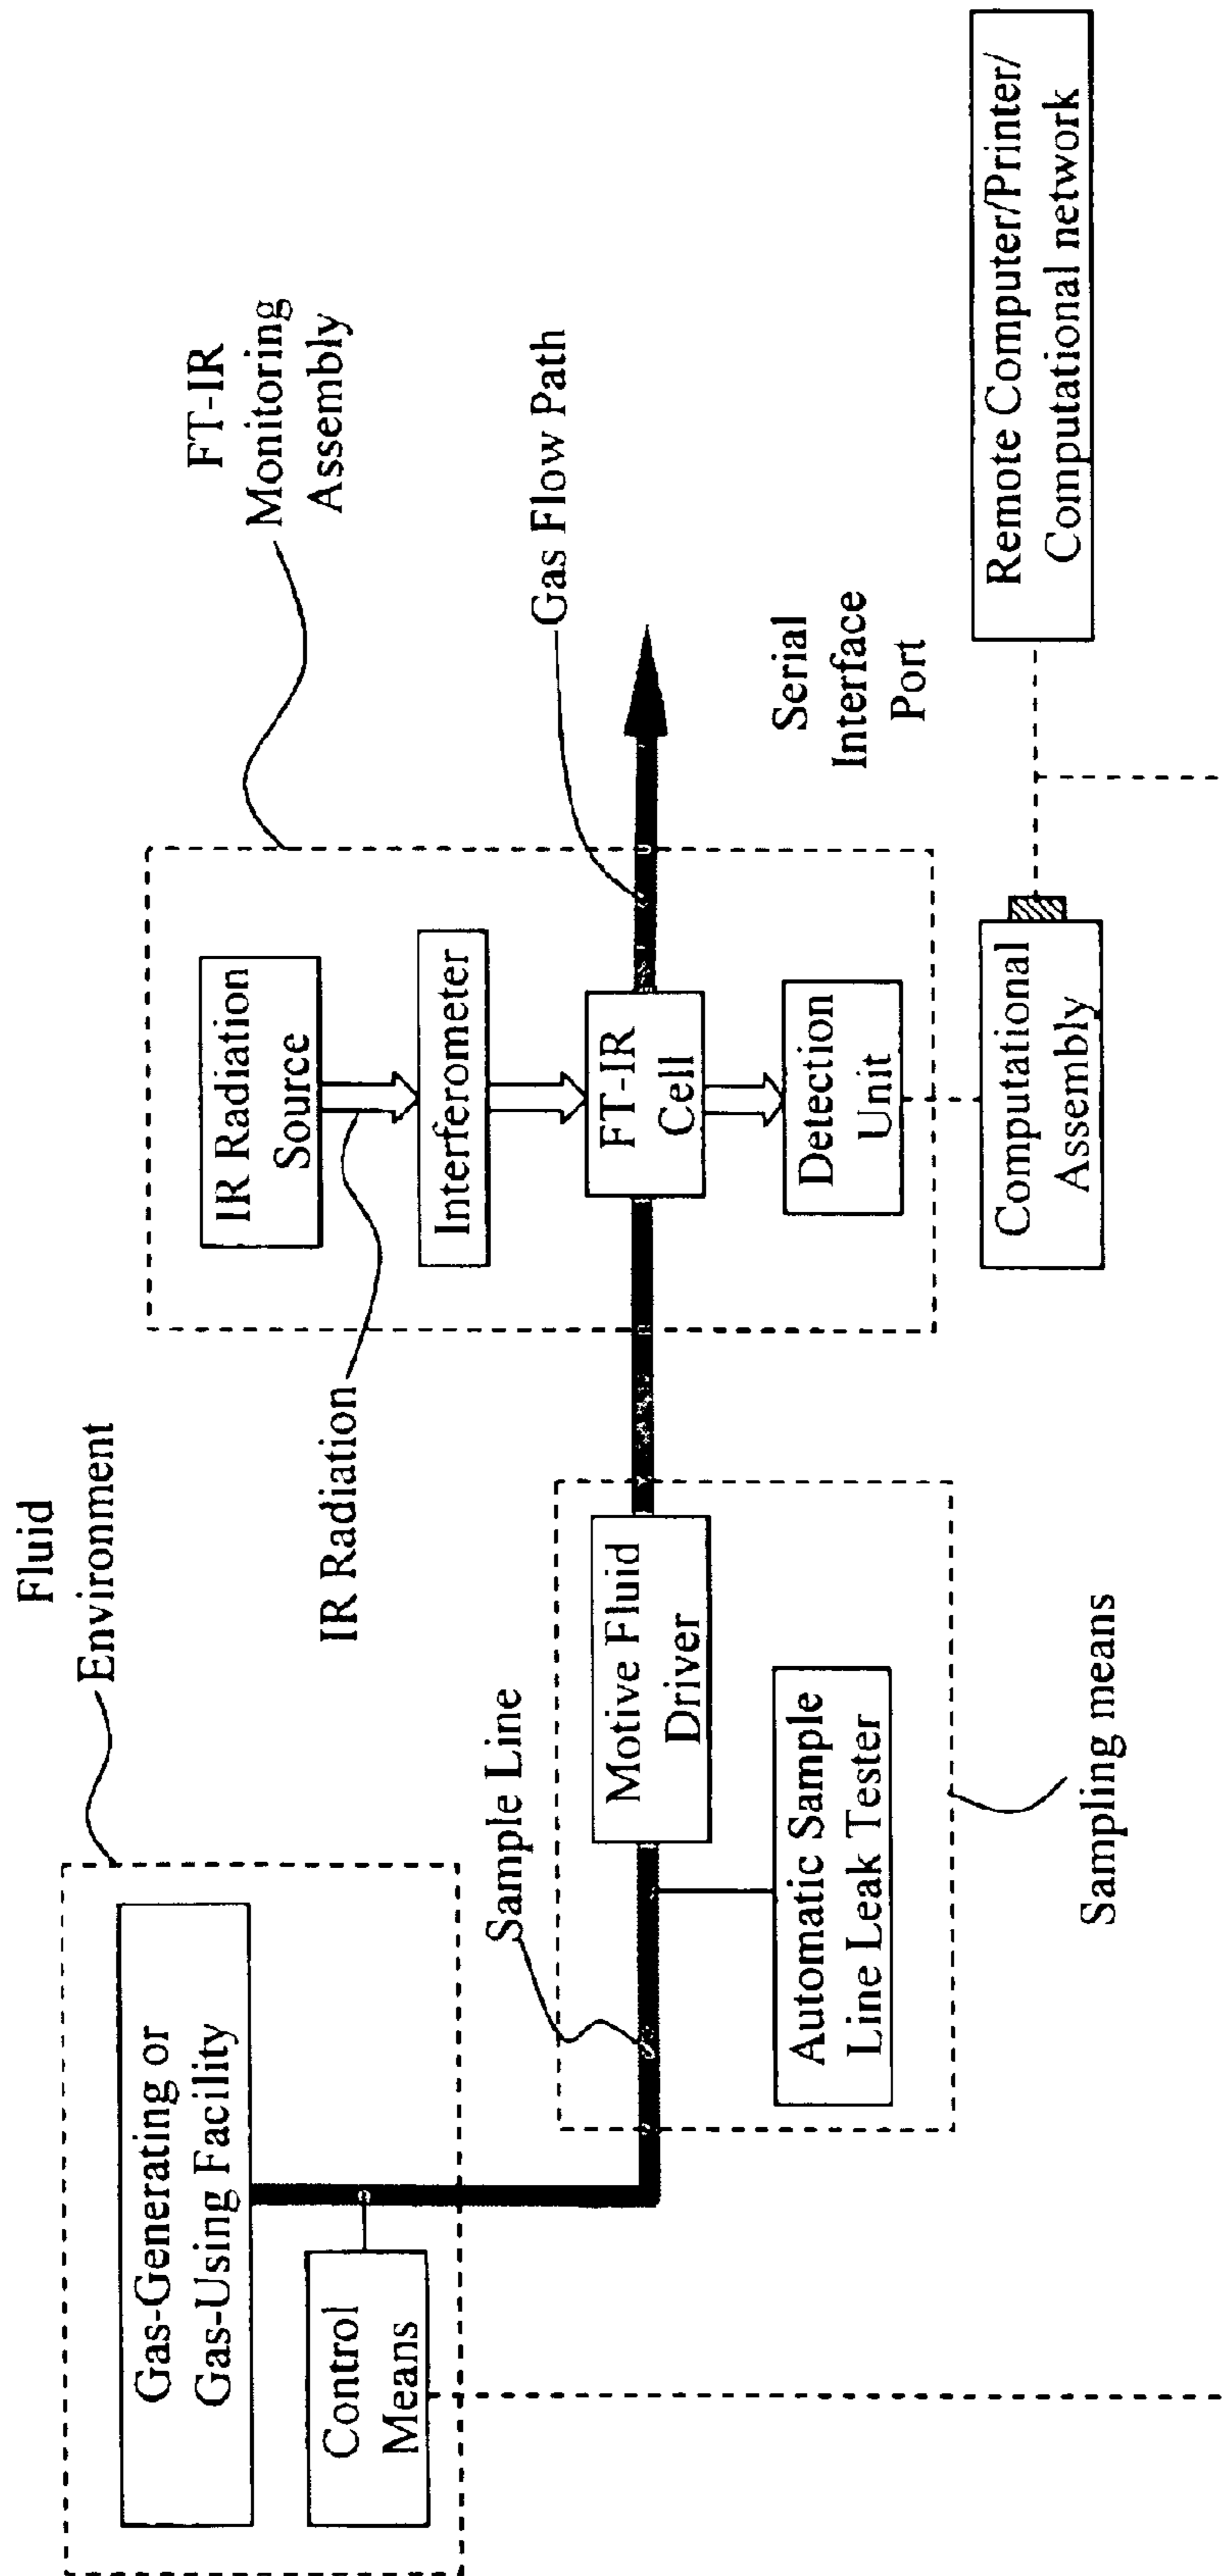 Fluid
Environment
Gas-Generating or
Gas-Using Facility
Control
Means
Sample Line
Motive Fluid
Driver
Automatic Sample
Line Leak Tester
Sampling means
FT-IR
Monitoring
Assembly
IR Radiation
Source
IR Radiation
Interferometer
Gas Flow Path
FT-IR
Cell
Detection
Unit
Serial
Interface
Port
Computational
Assembly
Remote Computer/Printer/
Computational network